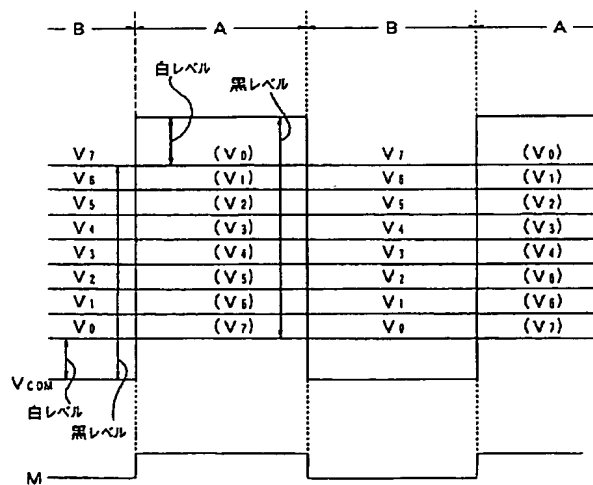 B A B A
白レベル 黒レベル
V7 (V0) V7 (V0)
V6 (V1) V6 (V1)
V5 (V2) V5 (V2)
V4 (V3) V4 (V3)
V3 (V4) V3 (V4)
V2 (V5) V2 (V6)
V1 (V6) V1 (V6)
V0 (V7) V0 (V7)
VCOM
白レベル 黒レベル
M